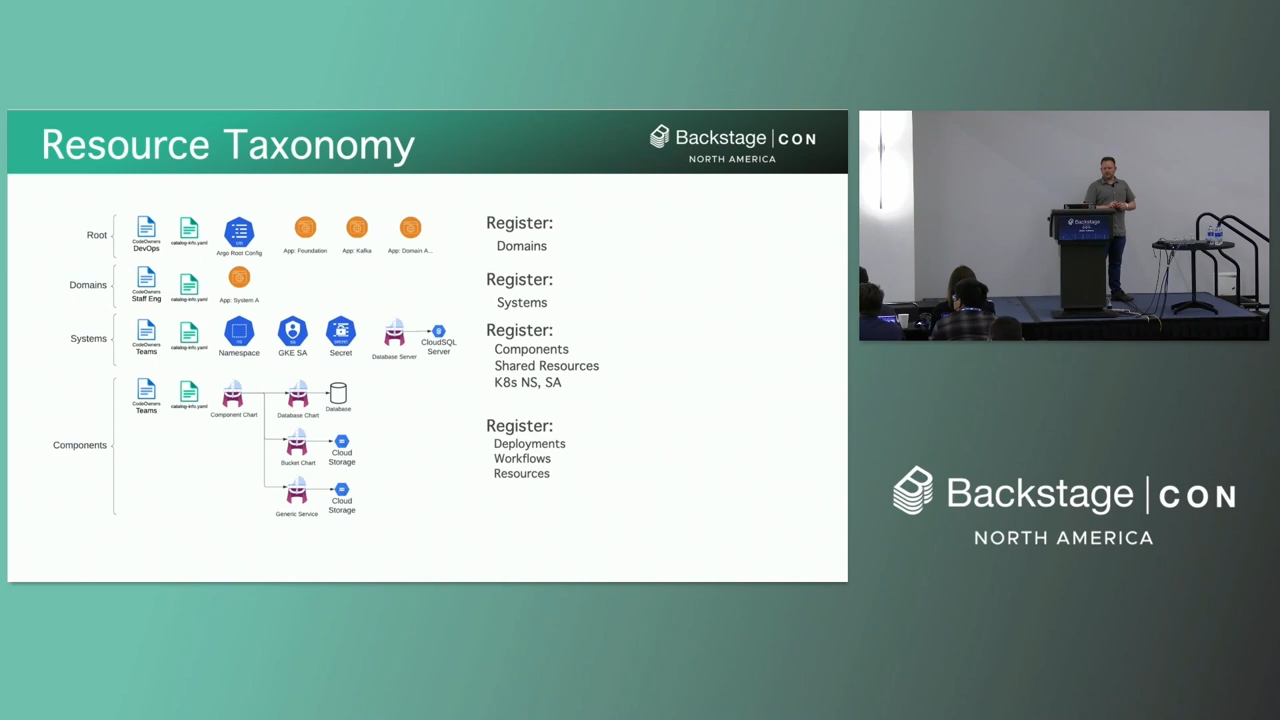 Resource Taxonomy
Backstage | CON
NORTH AMERICA
Root
CodeOwners
DevOps
catalog-info.yaml
CRD
Argo Root Config
App: Foundation
App: Kafka
App: Domain A...
Register:
Domains
Domains
CodeOwners
Staff Eng
catalog-info.yaml
App: System A
Register:
Systems
Systems
CodeOwners
Teams
catalog-info.yaml
Namespace
GKE SA
Secret
Database Server
CloudSQL
Server
Register:
Components
Shared Resources
K8s NS, SA
Components
CodeOwners
Teams
catalog-info.yaml
Component Chart
Database Chart
Database
Bucket Chart
Cloud
Storage
Generic Service
Cloud
Storage
Register:
Deployments
Workflows
Resources
Backstage
Backstage | CON
NORTH AMERICA